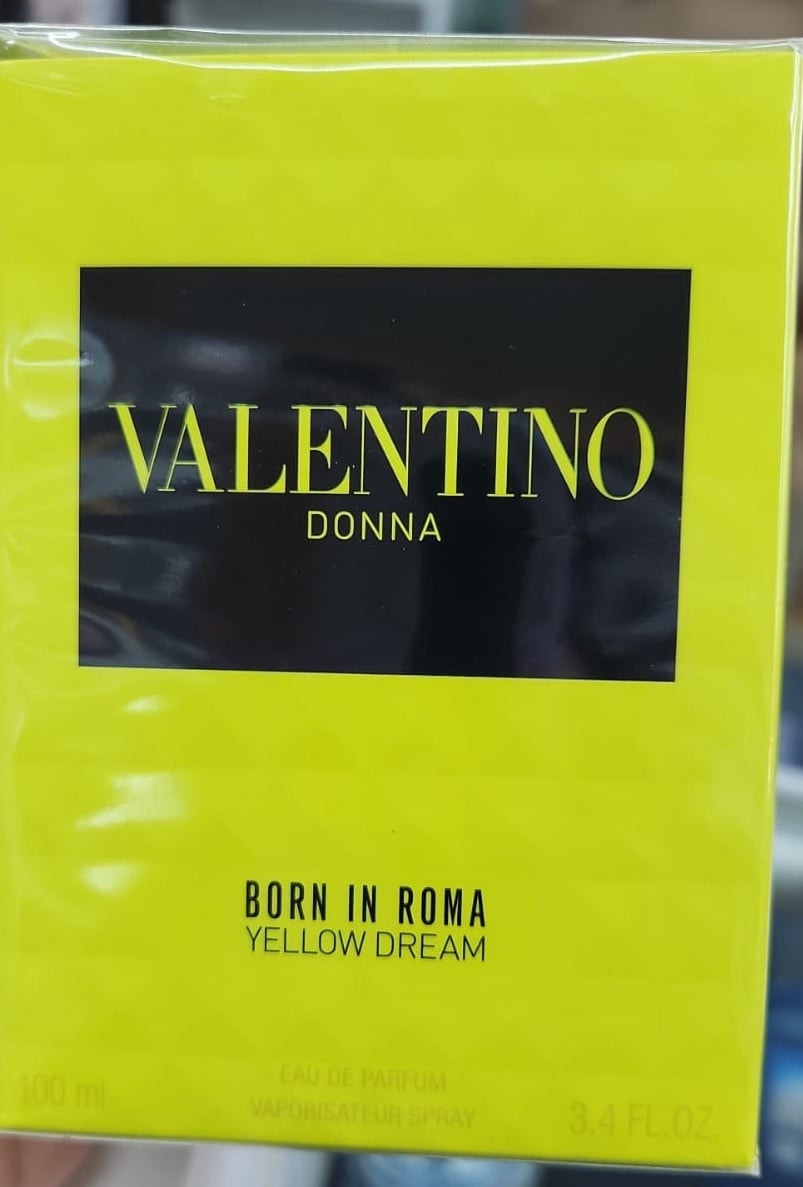 VALENTINO
DONNA
BORN IN ROMA
YELLOW DREAM
EAU DE PARFUM
VAPORISATEUR SPRAY
100 ml
3.4 FL.OZ.